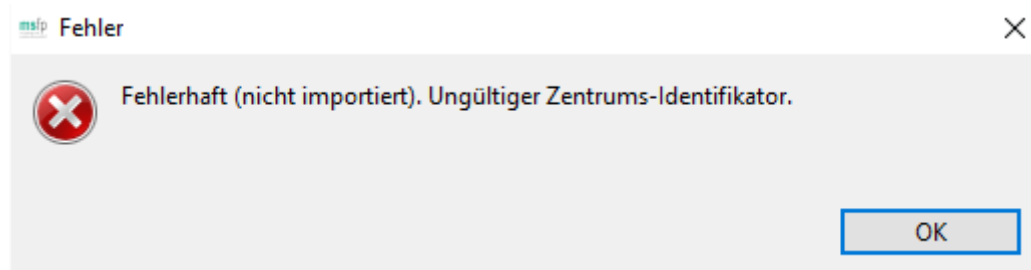 msfp Fehler
Fehlerhaft (nicht importiert). Ungültiger Zentrums-Identifikator.
OK